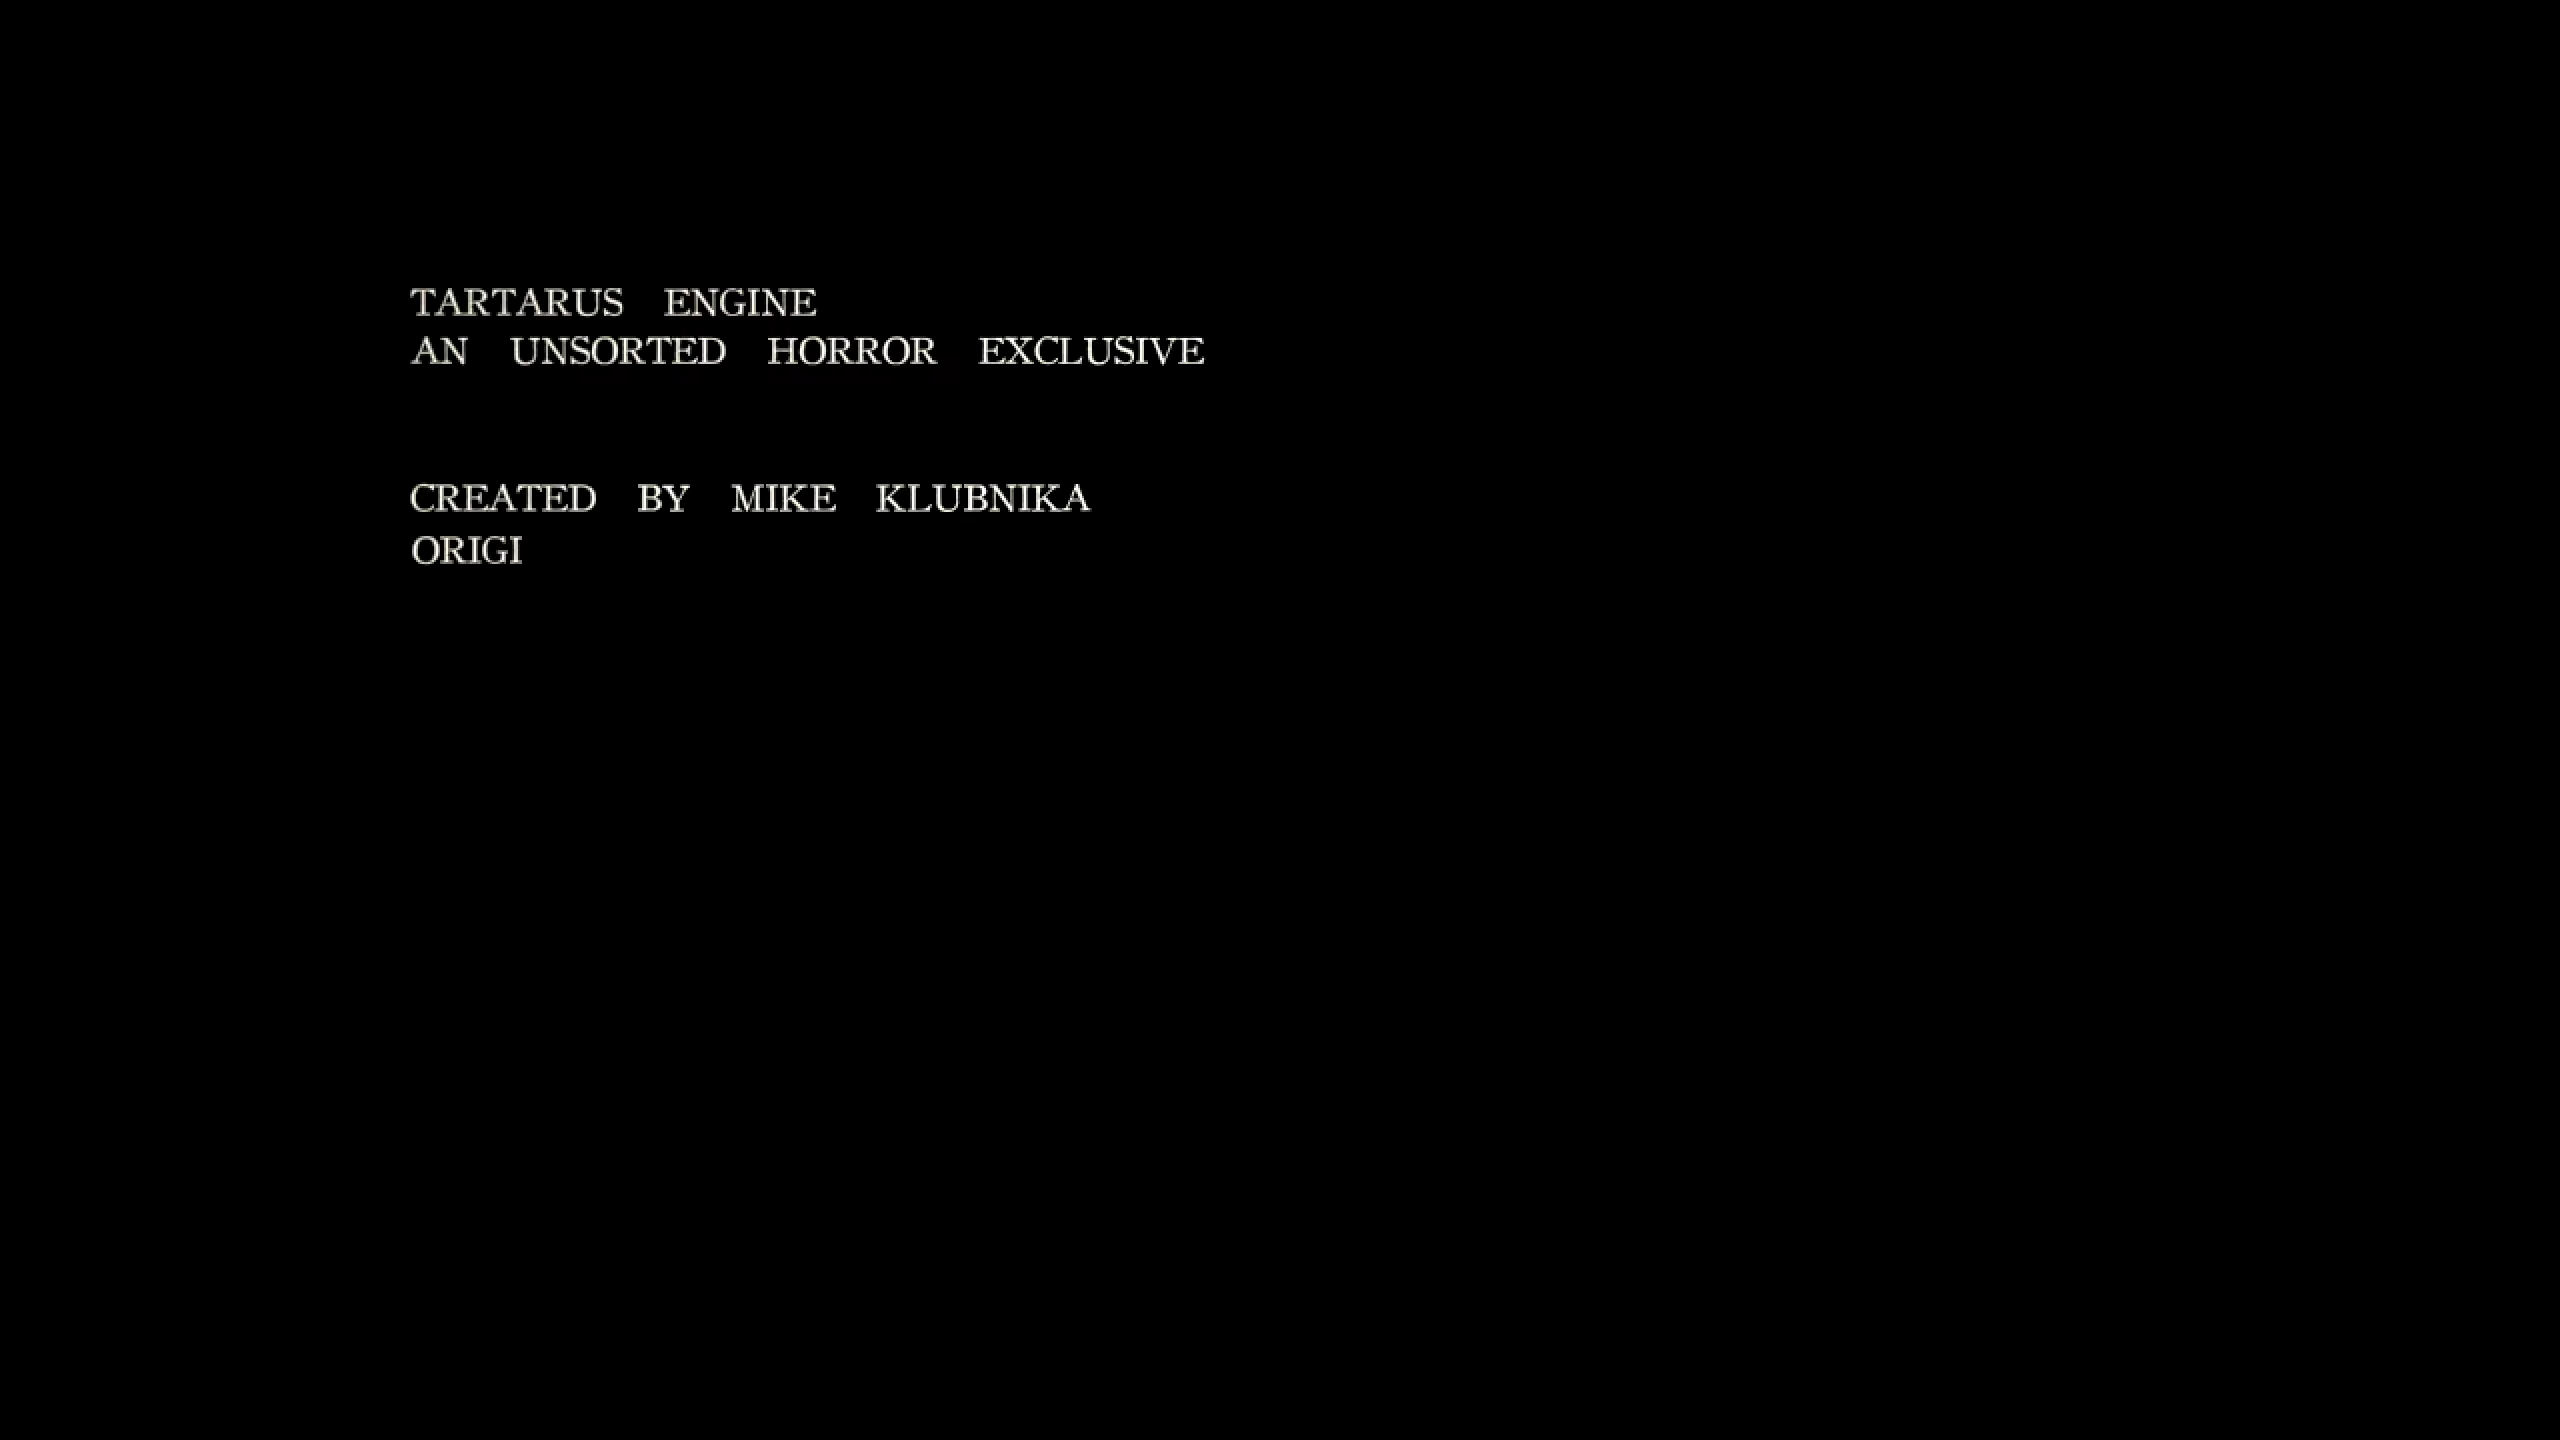 TARTARUS ENGINE
AN UNSORTED HORROR EXCLUSIVE
CREATED BY MIKE KLUBNIKA
ORIGI